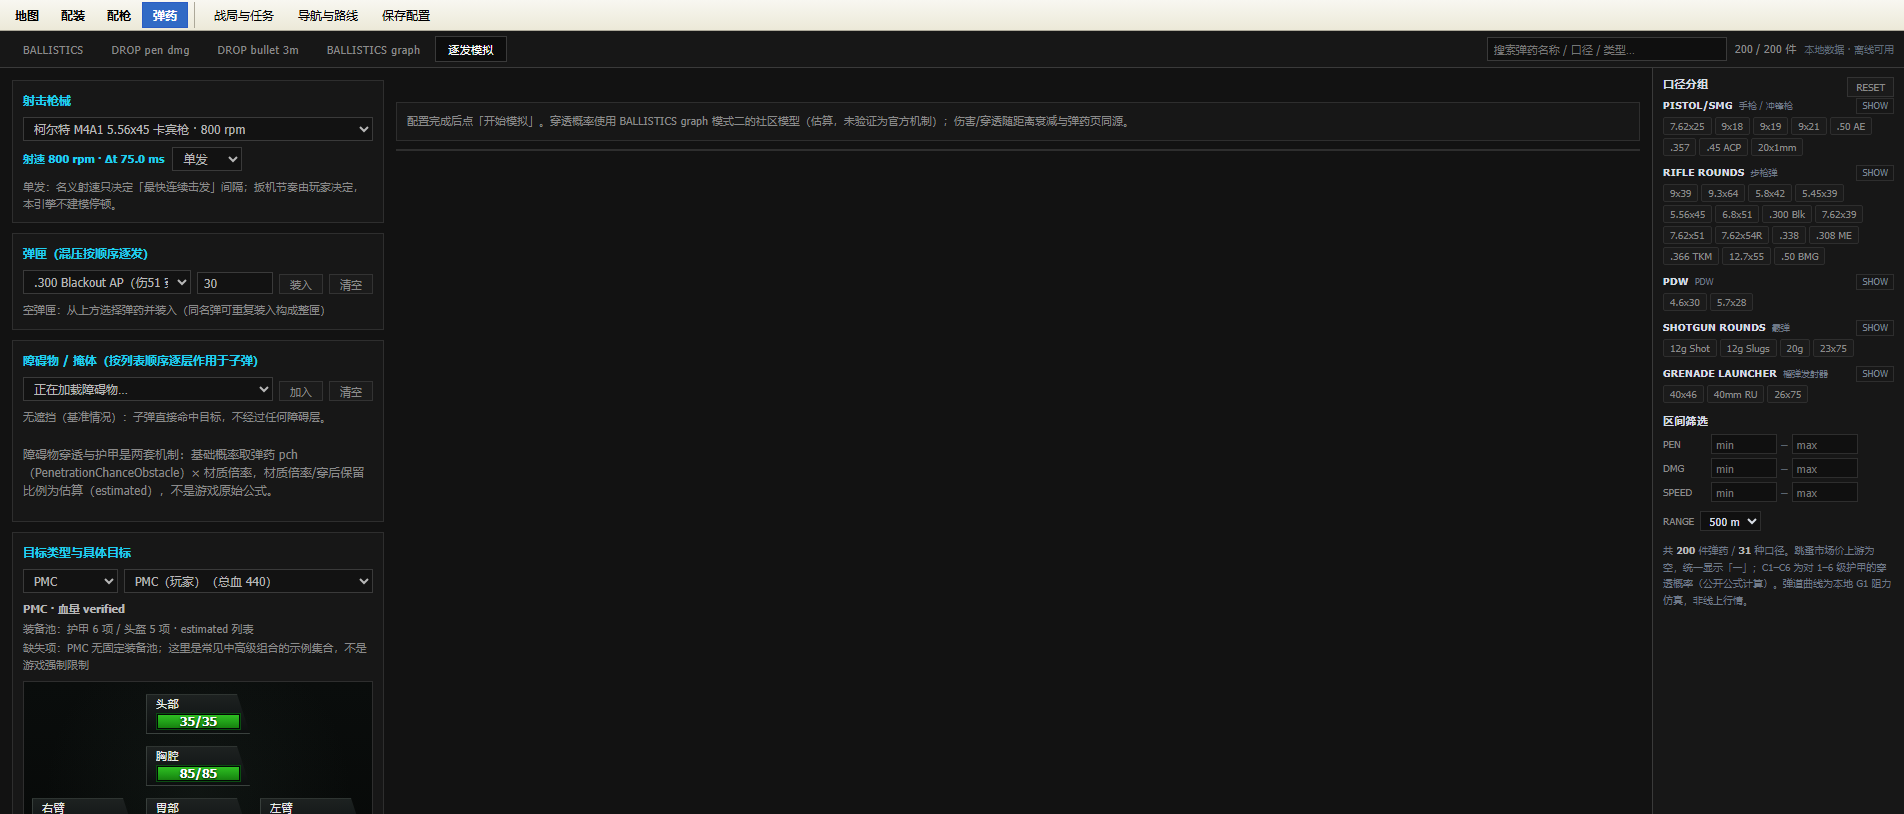 地图 配装 配枪 弹药 战局与任务 导航与路线 保存配置
BALLISTICS DROP pen dmg DROP bullet 3m BALLISTICS graph 逐发模拟 搜索弹药名称 / 口径 / 类型... 200 / 200 件 本地数据 · 离线可用
射击枪械
柯尔特 M4A1 5.56x45 卡宾枪 · 800 rpm
射速 800 rpm · Δt 75.0 ms 单发
单发：名义射速只决定「最快连续击发」间隔；扳机节奏由玩家决定，
本引擎不建模停顿。
弹匣（混压按顺序逐发）
.300 Blackout AP（伤51 30 装入 清空
空弹匣：从上方选择弹药并装入（同名弹可重复装入构成整匣）
障碍物 / 掩体（按列表顺序逐层作用于子弹）
正在加载障碍物... 加入 清空
无遮挡（基准情况）：子弹直接命中目标，不经过任何障碍层。
障碍物穿透与护甲是两套机制：基础概率取弹药 pch
（PenetrationChanceObstacle）× 材质倍率，材质倍率/穿后保留
比例为估算（estimated），不是游戏原始公式。
目标类型与具体目标
PMC PMC（玩家）（总血 440）
PMC · 血量 verified
装备池：护甲 6 项 / 头盔 5 项 · estimated 列表
缺失项：PMC 无固定装备池；这里是常见中高级组合的示例集合，不是
游戏强制限制
头部
35/35
胸腔
85/85
右臂 胃部 左臂
配置完成后点「开始模拟」。穿透概率使用 BALLISTICS graph 模式二的社区模型（估算，未验证为官方机制）；伤害/穿透随距离衰减与弹药页同源。
口径分组 RESET
PISTOL/SMG 手枪 / 冲锋枪 SHOW
7.62x25 9x18 9x19 9x21 .50 AE
.357 .45 ACP 20x1mm
RIFLE ROUNDS 步枪弹 SHOW
9x39 9.3x64 5.8x42 5.45x39
5.56x45 6.8x51 .300 Blk 7.62x39
7.62x51 7.62x54R .338 .308 ME
.366 TKM 12.7x55 .50 BMG
PDW PDW SHOW
4.6x30 5.7x28
SHOTGUN ROUNDS 霰弹 SHOW
12g Shot 12g Slugs 20g 23x75
GRENADE LAUNCHER 榴弹发射器 SHOW
40x46 40mm RU 26x75
区间筛选
PEN min — max
DMG min — max
SPEED min — max
RANGE 500 m
共 200 件弹药 / 31 种口径。跳蚤市场价上游为
空，统一显示「—」；C1–C6 为对 1–6 级护甲的穿
透概率（公开公式计算）。弹道曲线为本地 G1 阻力
仿真，非线上行情。